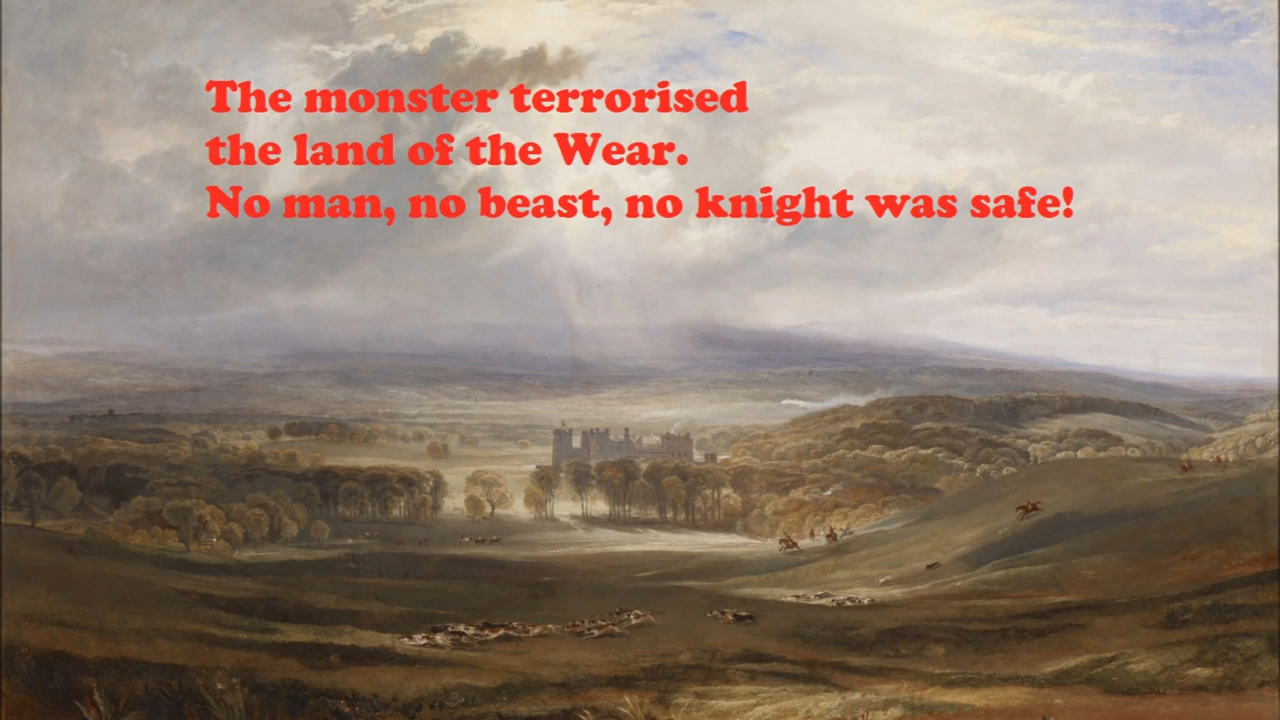 The monster terrorised
the land of the Wear.
No man, no beast, no knight was safe!